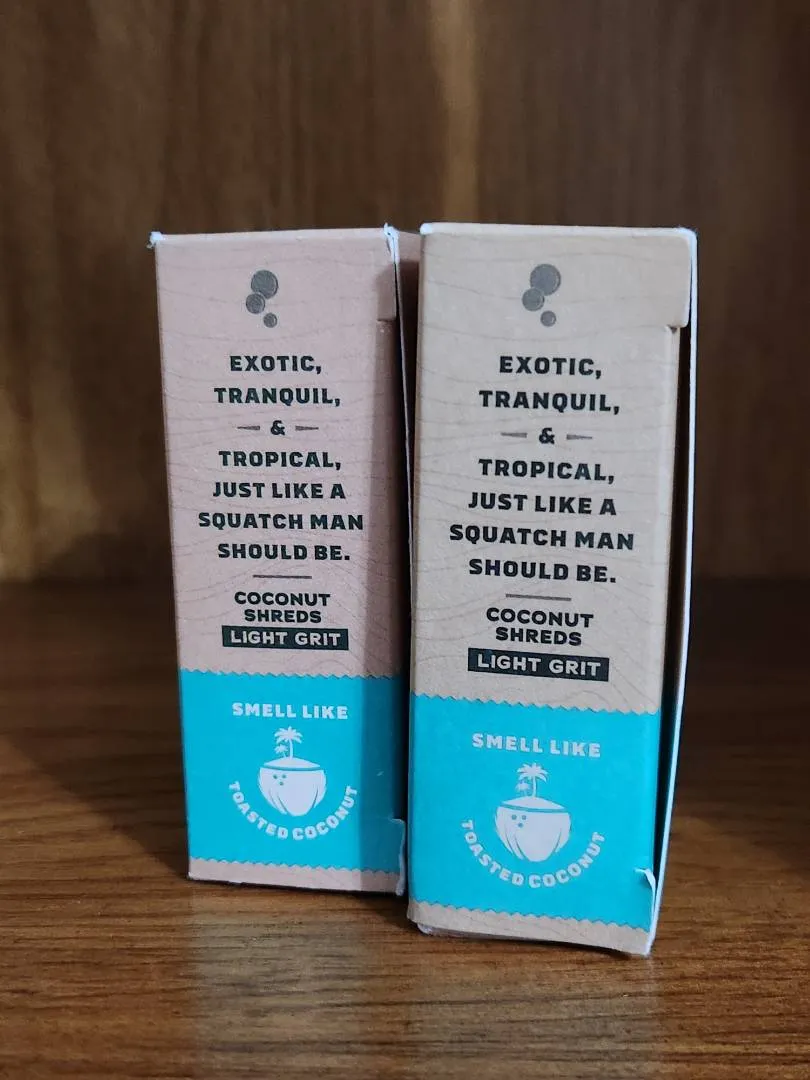 EXOTIC,
TRANQUIL,
&
TROPICAL,
JUST LIKE A
SQUATCH MAN
SHOULD BE.
COCONUT
SHREDS
LIGHT GRIT
SMELL LIKE
TOASTED COCONUT
EXOTIC,
TRANQUIL,
&
TROPICAL,
JUST LIKE A
SQUATCH MAN
SHOULD BE.
COCONUT
SHREDS
LIGHT GRIT
SMELL LIKE
TOASTED COCONUT